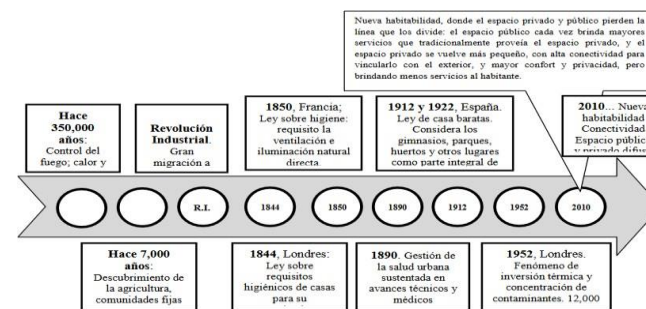 Nueva habitabilidad, donde el espacio privado y público pierden la
línea que los divide: el espacio público cada vez brinda mayores
servicios que tradicionalmente proveía el espacio privado, y el
espacio privado se vuelve más pequeño, con alta conectividad para
vincularlo con el exterior, y mayor confort y privacidad, pero
brindando menos servicios al habitante.
Hace
350,000
años:
Control del
fuego; calor y
Revolución
Industrial.
Gran
migración a
1850, Francia;
Ley sobre higiene:
requisito la
ventilación e
iluminación natural
directa
1912 y 1922, España.
Ley de casa baratas.
Considera los
gimnasios, parques,
huertos y otros lugares
como parte integral de
2010... Nueva
habitabilidad
Conectividad
Espacio públic
y privado difus
R.I.
1844
1850
1890
1912
1952
2010
Hace 7,000
años:
Descubrimiento de
la agricultura,
comunidades fijas
1844, Londres:
Ley sobre
requisitos
higiénicos de casas
para su
1890. Gestión de
la salud urbana
sustentada en
avances técnicos y
médicos
1952, Londres.
Fenómeno de
inversión térmica y
concentración de
contaminantes. 12,000